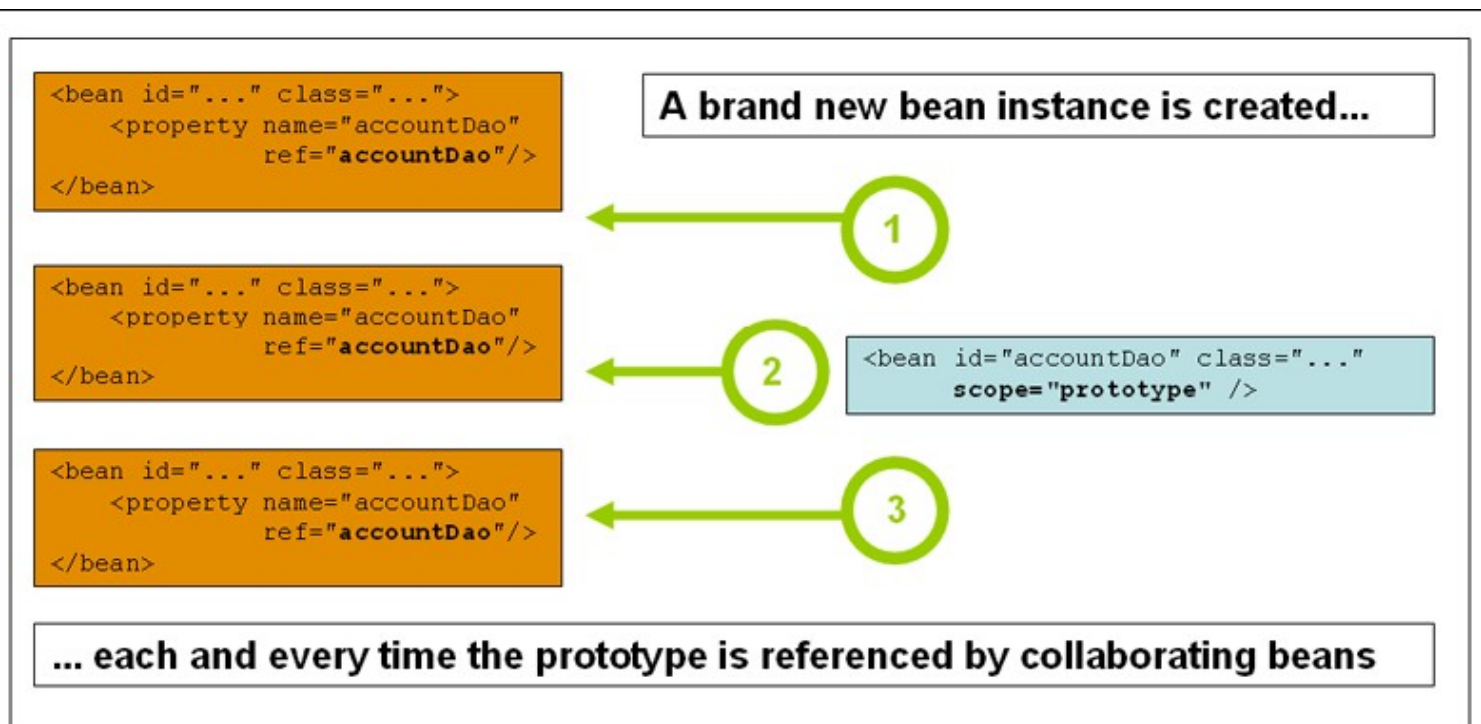 <bean id="..." class="...">
    <property name="accountDao"
              ref="accountDao"/>
</bean>
A brand new bean instance is created...
1
<bean id="..." class="...">
    <property name="accountDao"
              ref="accountDao"/>
</bean>
2
<bean id="accountDao" class="..."
      scope="prototype" />
<bean id="..." class="...">
    <property name="accountDao"
              ref="accountDao"/>
</bean>
3
... each and every time the prototype is referenced by collaborating beans